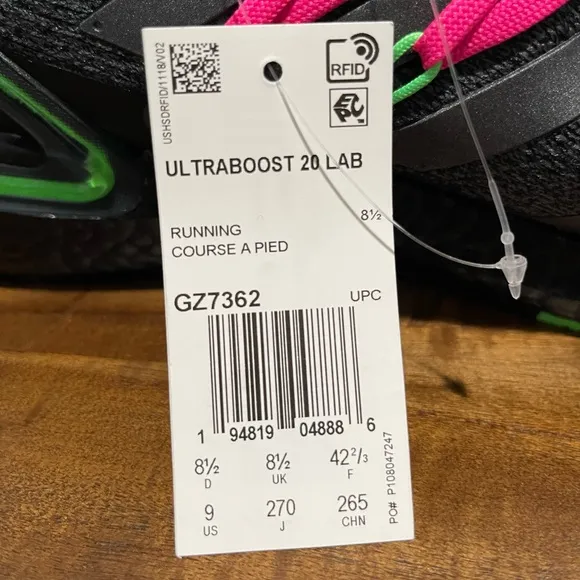 USHSDRFID/1118/V02
RFID
EPC
ULTRABOOST 20 LAB
8½
RUNNING
COURSE A PIED
GZ7362
UPC
1 94819 04888 6
8½ 8½ 42²/₃
D UK F
9 270 265
US J CHN
PO# P108047247